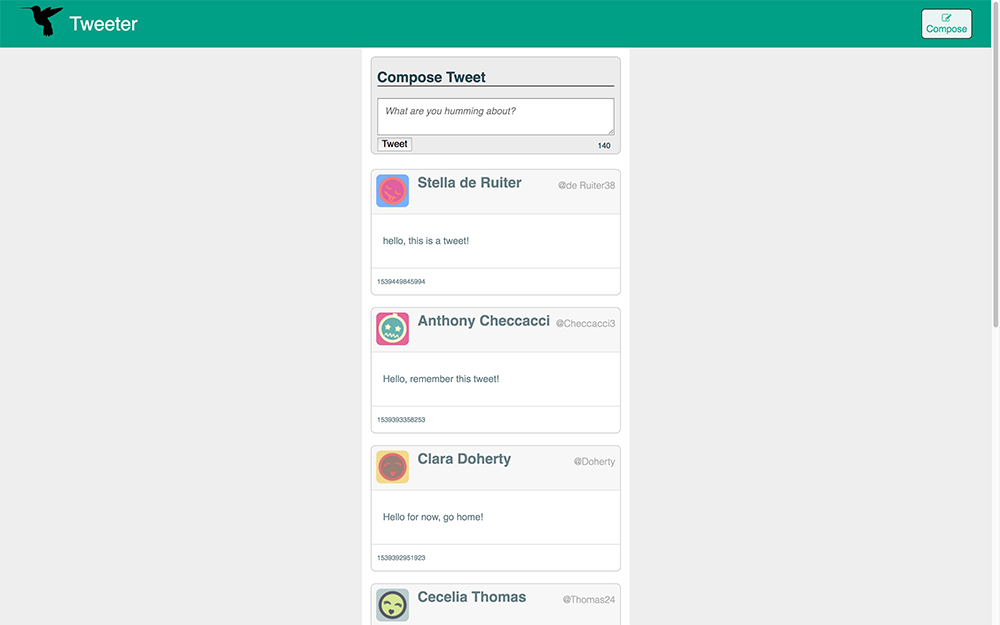 Tweeter
Compose
Compose Tweet
What are you humming about?
Tweet
140
Stella de Ruiter
@de Ruiter38
hello, this is a tweet!
1539449845994
Anthony Checcacci
@Checcacci3
Hello, remember this tweet!
1539393358253
Clara Doherty
@Doherty
Hello for now, go home!
1539392951923
Cecelia Thomas
@Thomas24